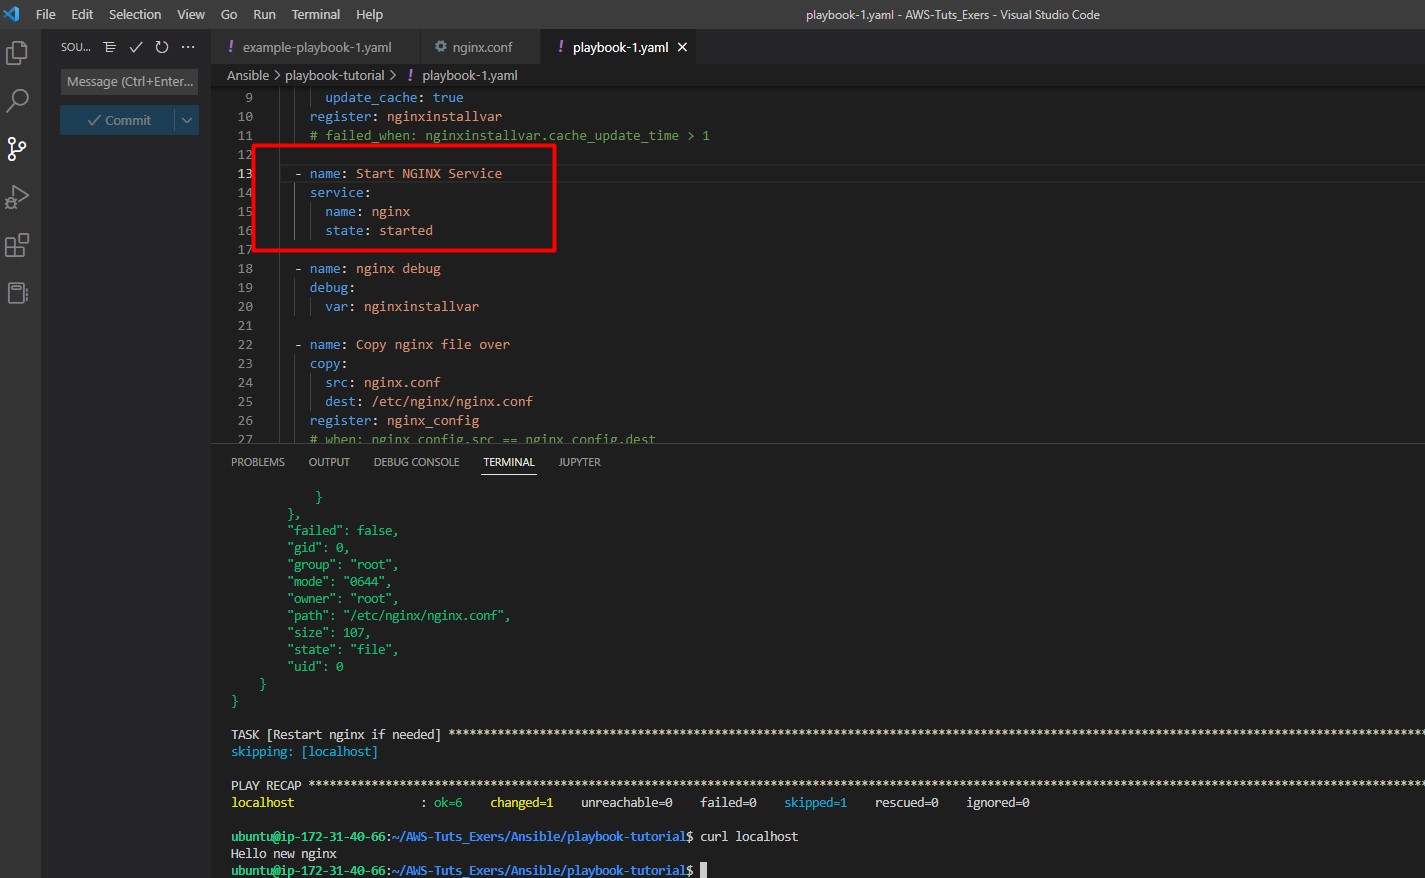 File Edit Selection View Go Run Terminal Help
playbook-1.yaml - AWS-Tuts_Exers - Visual Studio Code
SOU...
Message (Ctrl+Enter...
Commit
! example-playbook-1.yaml
nginx.conf
! playbook-1.yaml
Ansible > playbook-tutorial > ! playbook-1.yaml
9 update_cache: true
10 register: nginxinstallvar
11 # failed_when: nginxinstallvar.cache_update_time > 1
12
13 - name: Start NGINX Service
14 service:
15 name: nginx
16 state: started
17
18 - name: nginx debug
19 debug:
20 var: nginxinstallvar
21
22 - name: Copy nginx file over
23 copy:
24 src: nginx.conf
25 dest: /etc/nginx/nginx.conf
26 register: nginx_config
27 # when: nginx_config.src == nginx_config.dest
PROBLEMS OUTPUT DEBUG CONSOLE TERMINAL JUPYTER
}
},
"failed": false,
"gid": 0,
"group": "root",
"mode": "0644",
"owner": "root",
"path": "/etc/nginx/nginx.conf",
"size": 107,
"state": "file",
"uid": 0
}
}
TASK [Restart nginx if needed] ****************************************************************************************************************************************
skipping: [localhost]
PLAY RECAP ****************************************************************************************************************************************************************
localhost : ok=6 changed=1 unreachable=0 failed=0 skipped=1 rescued=0 ignored=0
ubuntu@ip-172-31-40-66:~/AWS-Tuts_Exers/Ansible/playbook-tutorial$ curl localhost
Hello new nginx
ubuntu@ip-172-31-40-66:~/AWS-Tuts_Exers/Ansible/playbook-tutorial$